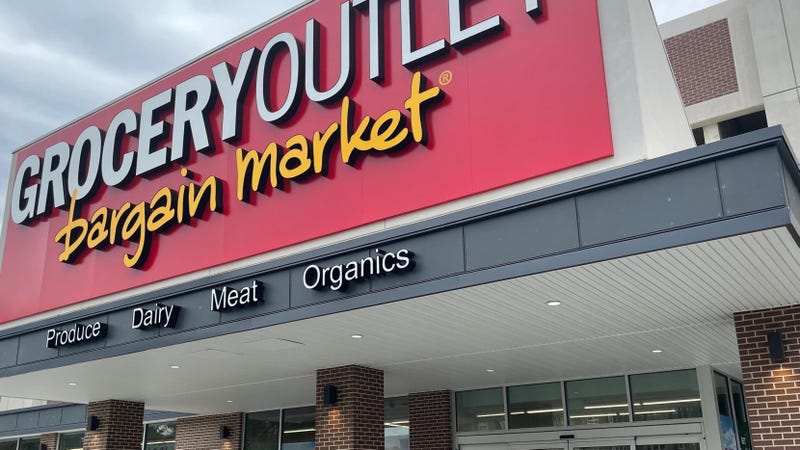 GROCERYOUTLET
bargain market®
Produce Dairy Meat Organics